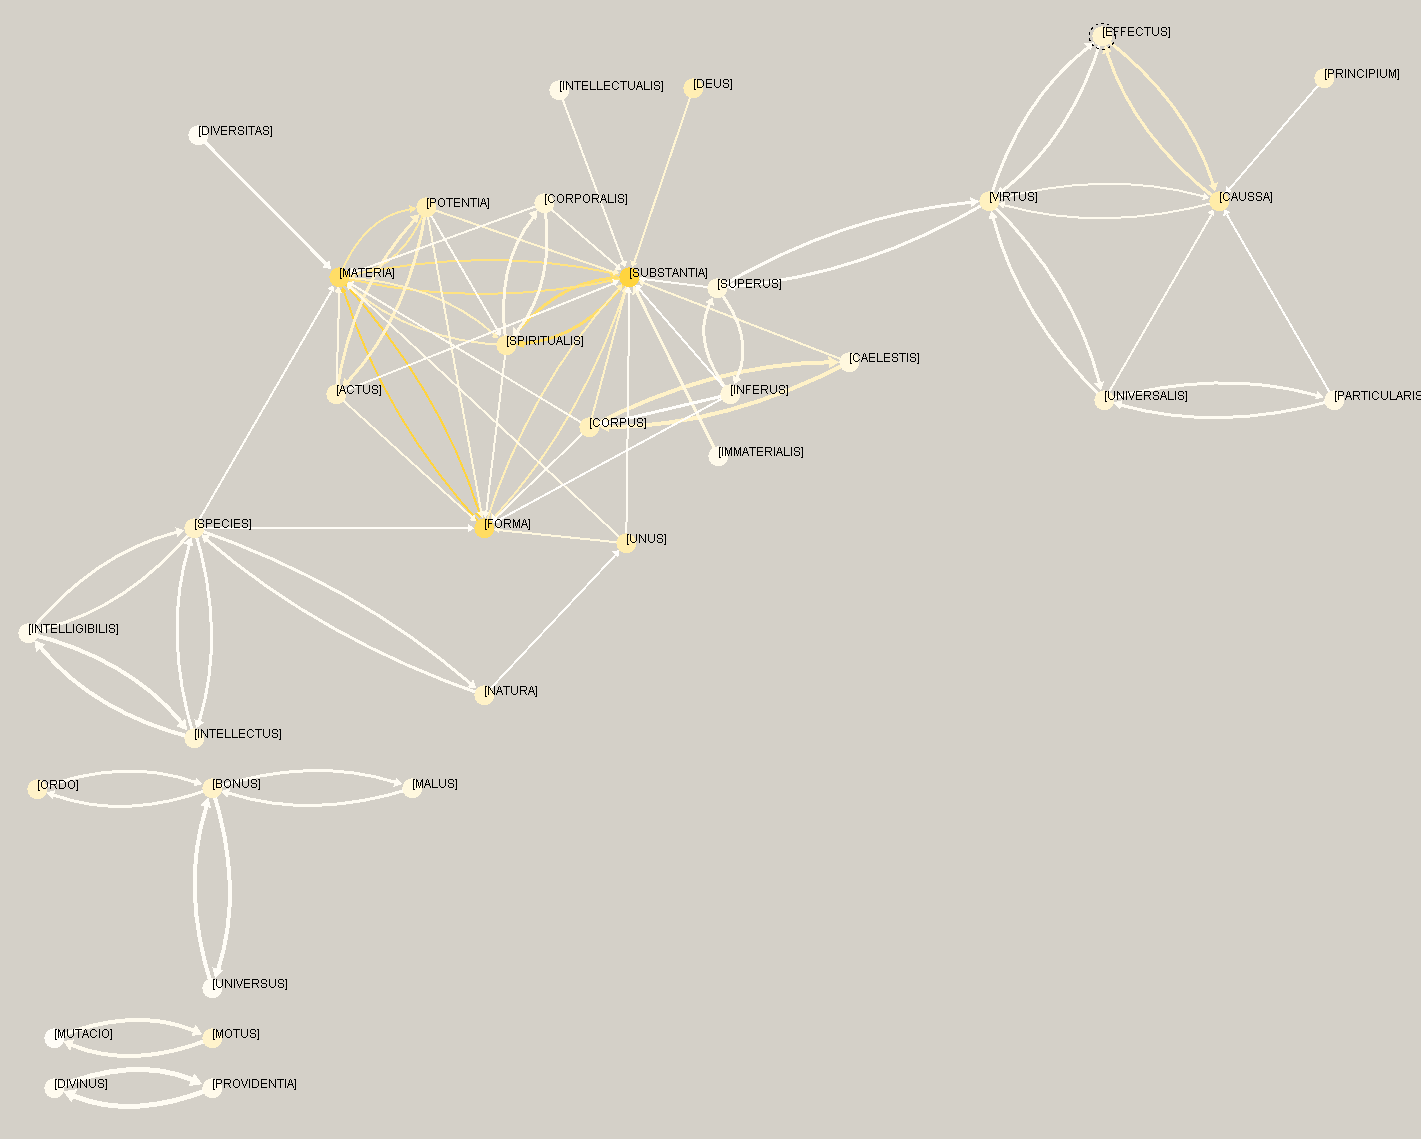 [EFFECTUS]
[PRINCIPIUM]
[INTELLECTUALIS]
[DEUS]
[DIVERSITAS]
[POTENTIA]
[CORPORALIS]
[VIRTUS]
[CAUSSA]
[MATERIA]
[SUBSTANTIA]
[SUPERUS]
[SPIRITUALIS]
[CAELESTIS]
[ACTUS]
[INFERUS]
[UNIVERSALIS]
[PARTICULARIS
[CORPUS]
[IMMATERIALIS]
[SPECIES]
[FORMA]
[UNUS]
[INTELLIGIBILIS]
[NATURA]
[INTELLECTUS]
[ORDO]
[BONUS]
[MALUS]
[UNIVERSUS]
[MUTACIO]
[MOTUS]
[DIVINUS]
[PROVIDENTIA]